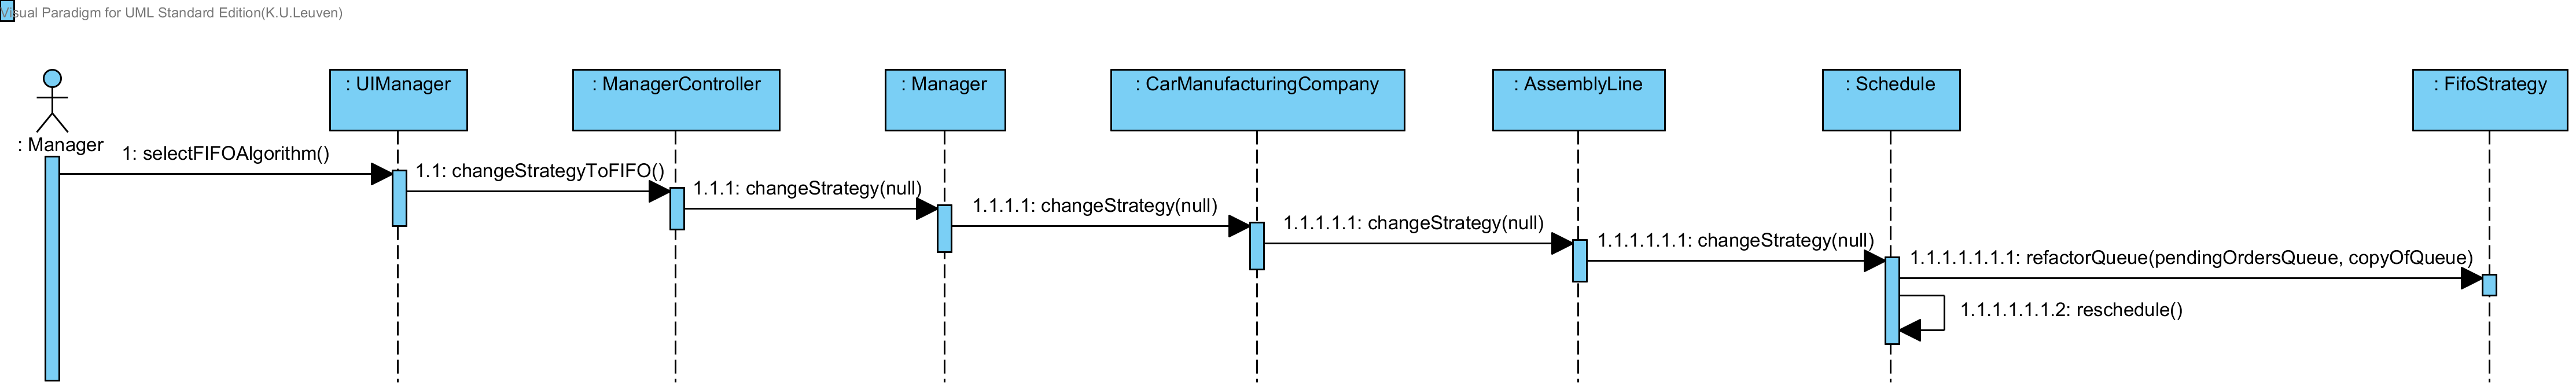 Visual Paradigm for UML Standard Edition(K.U.Leuven)
: UIManager
: ManagerController
: Manager
: CarManufacturingCompany
: AssemblyLine
: Schedule
: FifoStrategy
: Manager
1: selectFIFOAlgorithm()
1.1: changeStrategyToFIFO()
1.1.1: changeStrategy(null)
1.1.1.1: changeStrategy(null)
1.1.1.1.1: changeStrategy(null)
1.1.1.1.1.1: changeStrategy(null)
1.1.1.1.1.1.1: refactorQueue(pendingOrdersQueue, copyOfQueue)
1.1.1.1.1.1.2: reschedule()